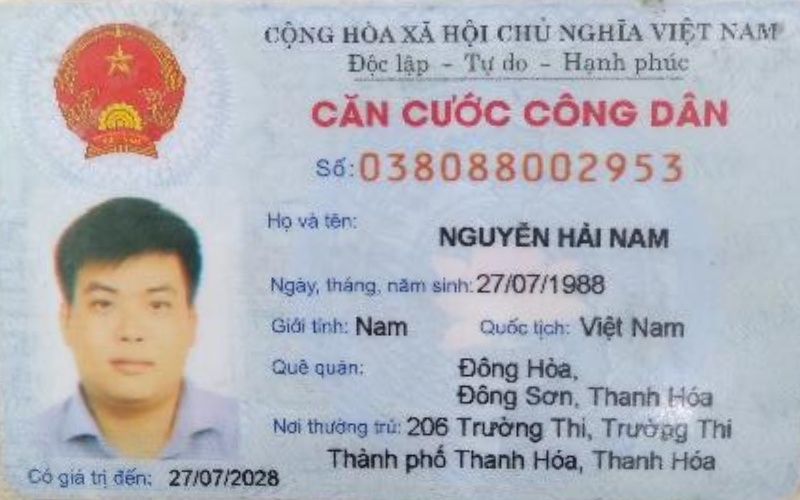 CỘNG HÒA XÃ HỘI CHỦ NGHĨA VIỆT NAM
Độc lập - Tự do - Hạnh phúc
CĂN CƯỚC CÔNG DÂN
Số: 038088002953
Họ và tên:
NGUYỄN HẢI NAM
Ngày, tháng, năm sinh: 27/07/1988
Giới tính: Nam Quốc tịch: Việt Nam
Quê quán: Đông Hòa,
Đông Sơn, Thanh Hóa
Nơi thường trú: 206 Trường Thi, Trường Thi
Thành phố Thanh Hóa, Thanh Hóa
Có giá trị đến: 27/07/2028